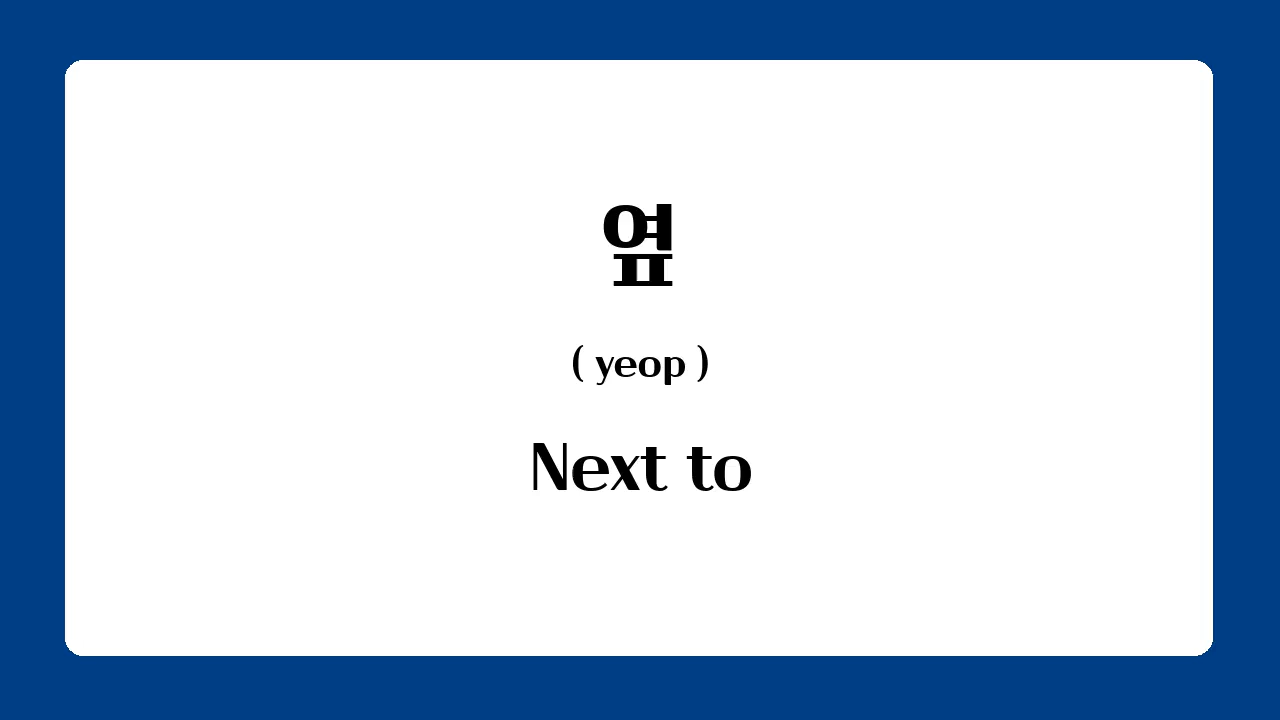 옆
( yeop )
Next to